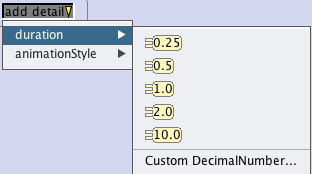 add detail
duration
animationStyle
0.25
0.5
1.0
2.0
10.0
Custom DecimalNumber...